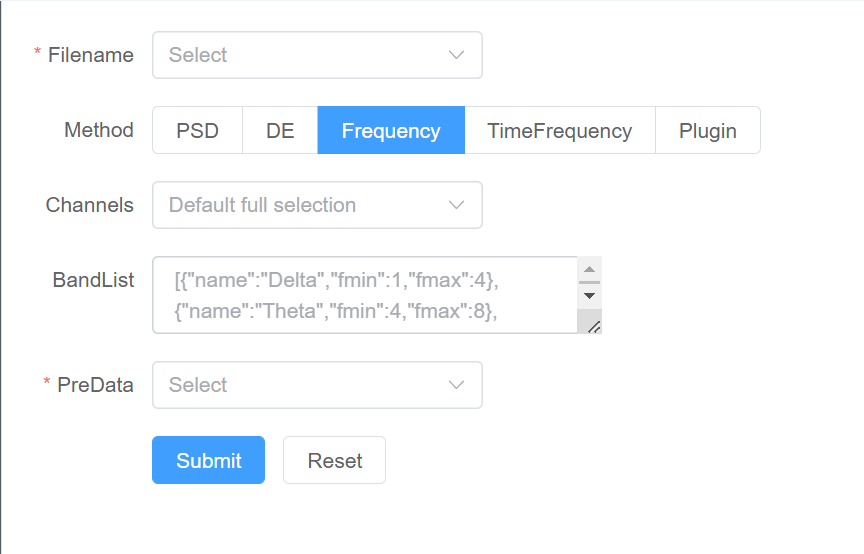 * Filename Select
Method PSD DE Frequency TimeFrequency Plugin
Channels Default full selection
BandList [{"name":"Delta","fmin":1,"fmax":4},
{"name":"Theta","fmin":4,"fmax":8},
* PreData Select
Submit Reset